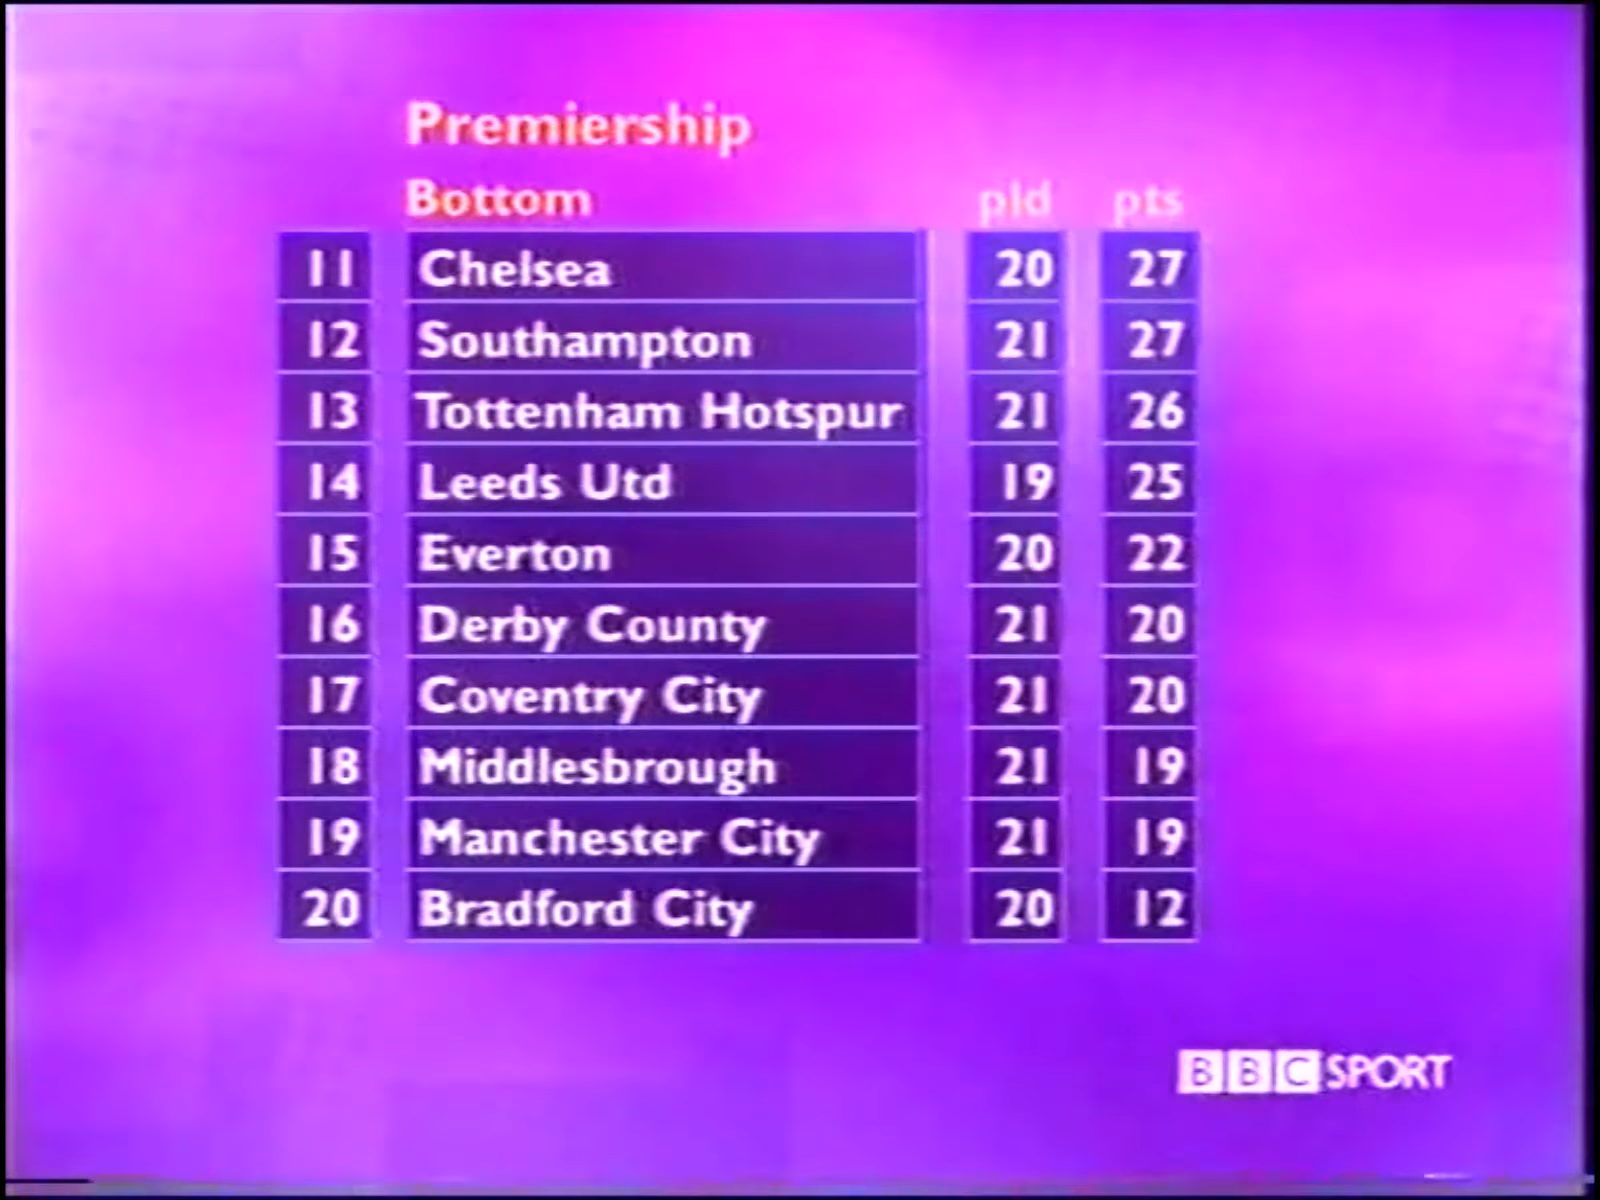 Premiership
Bottom pld pts
11 Chelsea 20 27
12 Southampton 21 27
13 Tottenham Hotspur 21 26
14 Leeds Utd 19 25
15 Everton 20 22
16 Derby County 21 20
17 Coventry City 21 20
18 Middlesbrough 21 19
19 Manchester City 21 19
20 Bradford City 20 12
BBC SPORT